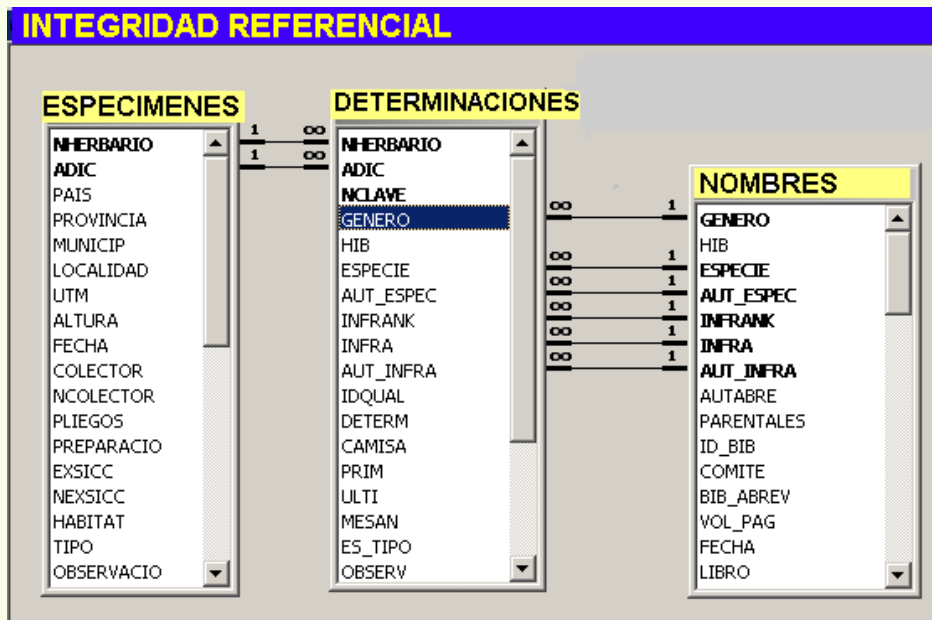 INTEGRIDAD REFERENCIAL
ESPECIMENES
NHERBARIO
ADIC
PAIS
PROVINCIA
MUNICIP
LOCALIDAD
UTM
ALTURA
FECHA
COLECTOR
NCOLECTOR
PLIEGOS
PREPARACIO
EXSICC
NEXSICC
HABITAT
TIPO
OBSERVACIO
1 ∞
1 ∞
DETERMINACIONES
NHERBARIO
ADIC
NCLAVE
GENERO
HIB
ESPECIE
AUT_ESPEC
INFRANK
INFRA
AUT_INFRA
IDQUAL
DETERM
CAMISA
PRIM
ULTI
MESAN
ES_TIPO
OBSERV
∞ 1
∞ 1
∞ 1
∞ 1
∞ 1
∞ 1
NOMBRES
GENERO
HIB
ESPECIE
AUT_ESPEC
INFRANK
INFRA
AUT_INFRA
AUTABRE
PARENTALES
ID_BIB
COMITE
BIB_ABREV
VOL_PAG
FECHA
LIBRO